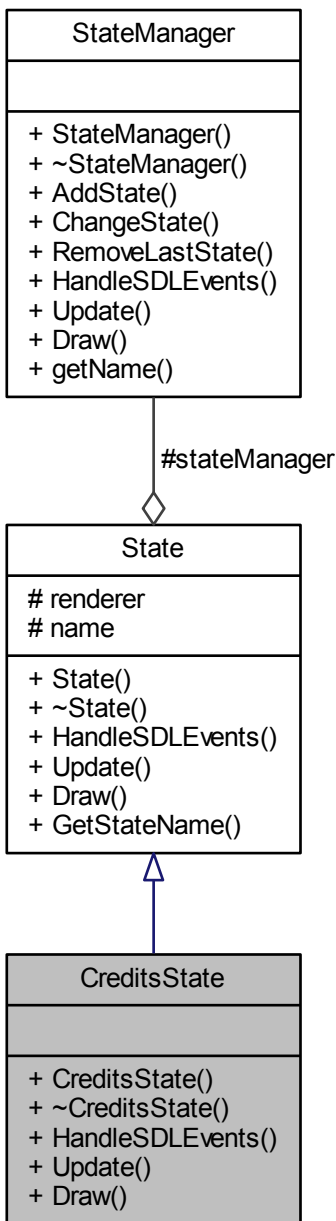 StateManager
+ StateManager()
+ ~StateManager()
+ AddState()
+ ChangeState()
+ RemoveLastState()
+ HandleSDLEvents()
+ Update()
+ Draw()
+ getName()
#stateManager
State
# renderer
# name
+ State()
+ ~State()
+ HandleSDLEvents()
+ Update()
+ Draw()
+ GetStateName()
CreditsState
+ CreditsState()
+ ~CreditsState()
+ HandleSDLEvents()
+ Update()
+ Draw()